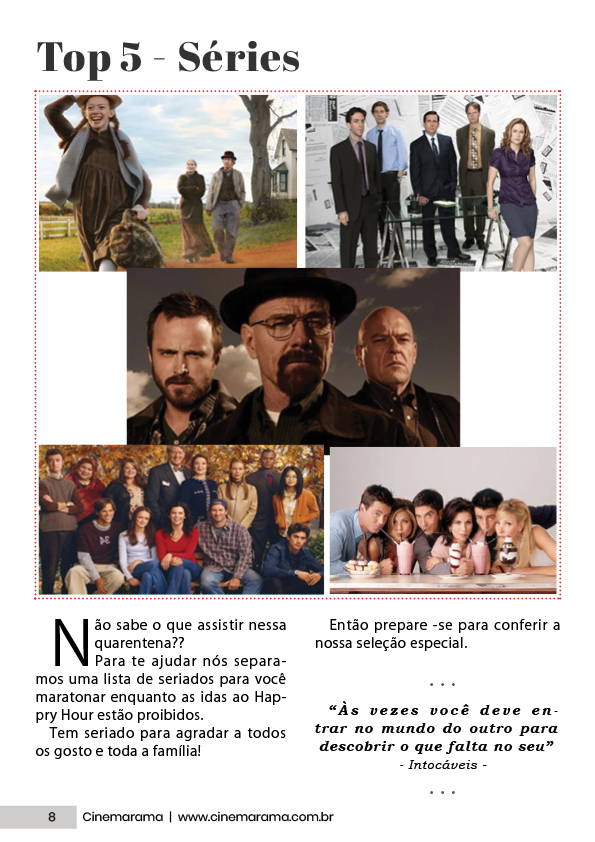 Top 5 - Séries
Não sabe o que assistir nessa
quarentena??
Para te ajudar nós separa-
mos uma lista de seriados para você
maratonar enquanto as idas ao Hap-
pry Hour estão proibidos.
Tem seriado para agradar a todos
os gosto e toda a família!
Então prepare -se para conferir a
nossa seleção especial.
. . .
“Às vezes você deve en-
trar no mundo do outro para
descobrir o que falta no seu”
- Intocáveis -
. . .
8 Cinemarama | www.cinemarama.com.br